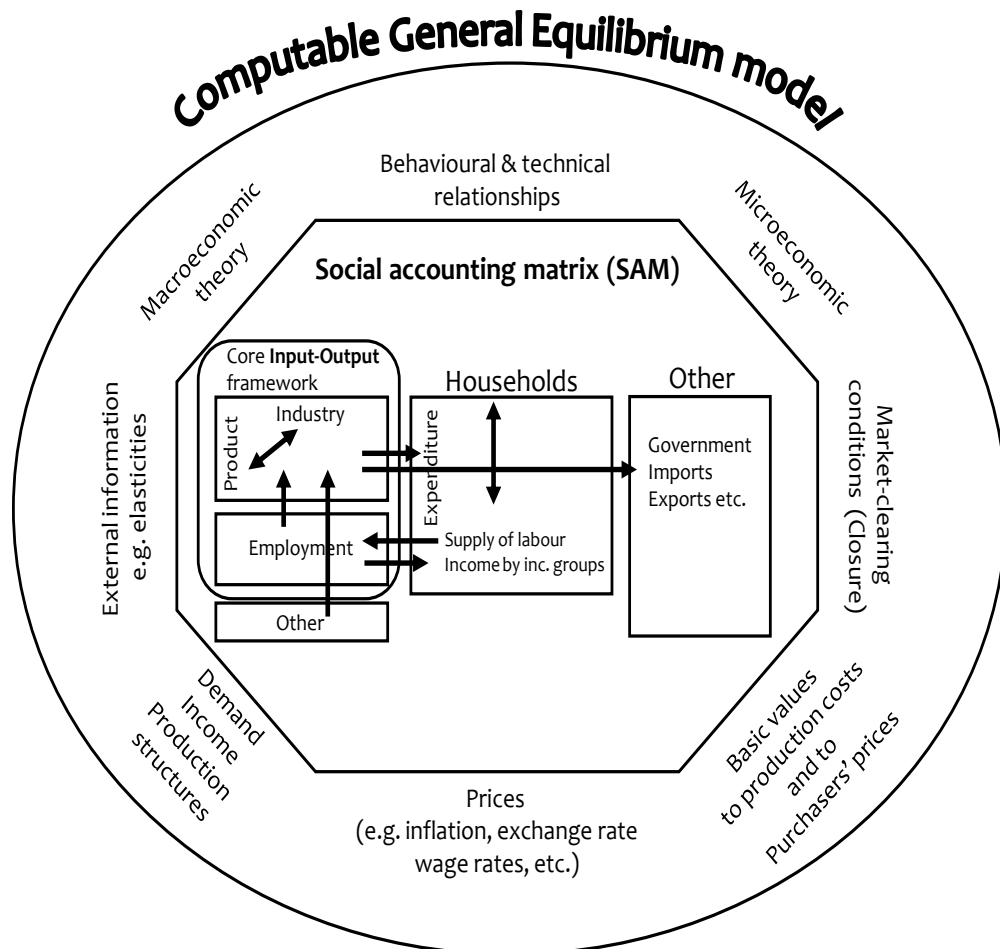 Computable General Equilibrium model
Behavioural & technical
relationships
Macroeconomic
theory
Microeconomic
theory
Social accounting matrix (SAM)
Core Input-Output
framework
Households
Other
Industry
Product
Expenditure
Government
Imports
Exports etc.
Employment
Supply of labour
Income by inc. groups
Other
External information
e.g. elasticities
Market-clearing
conditions (Closure)
Demand
Income
Production
structures
Basic values
to production costs
and to
Purchasers' prices
Prices
(e.g. inflation, exchange rate
wage rates, etc.)